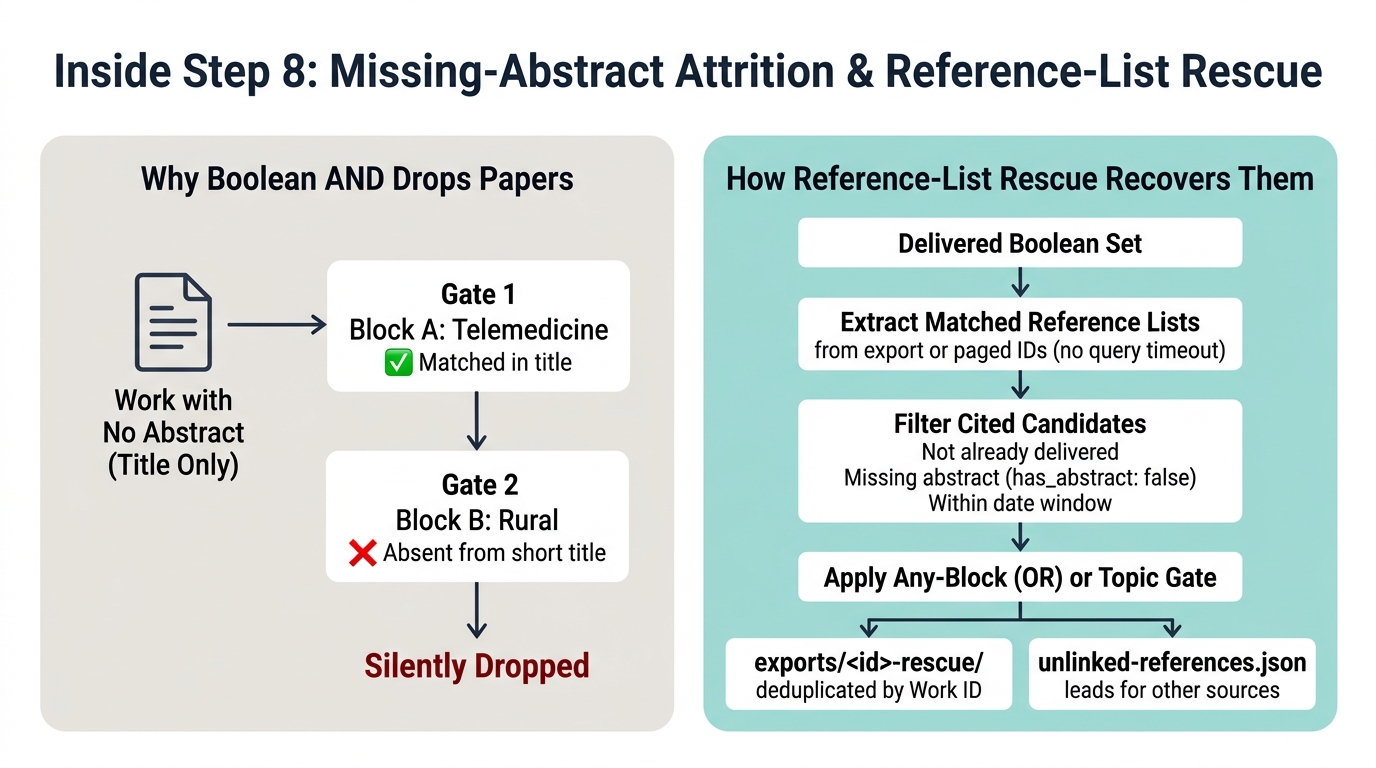 Inside Step 8: Missing-Abstract Attrition & Reference-List Rescue
Why Boolean AND Drops Papers
Work with
No Abstract
(Title Only)
Gate 1
Block A: Telemedicine
✅ Matched in title
Gate 2
Block B: Rural
❌ Absent from short title
Silently Dropped
How Reference-List Rescue Recovers Them
Delivered Boolean Set
Extract Matched Reference Lists
from export or paged IDs (no query timeout)
Filter Cited Candidates
Not already delivered
Missing abstract (has_abstract: false)
Within date window
Apply Any-Block (OR) or Topic Gate
exports/<id>-rescue/
deduplicated by Work ID
unlinked-references.json
leads for other sources